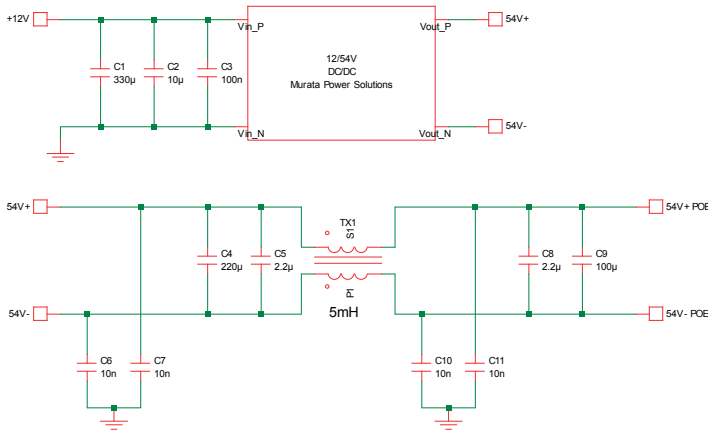 +12V
Vin_P
Vout_P
54V+
C1
330µ
C2
10µ
C3
100n
12/54V
DC/DC
Murata Power Solutions
Vin_N
Vout_N
54V-
54V+
TX1
S1
54V+ POE
C4
220µ
C5
2.2µ
C8
2.2µ
C9
100µ
P1
5mH
54V-
54V- POE
C6
10n
C7
10n
C10
10n
C11
10n